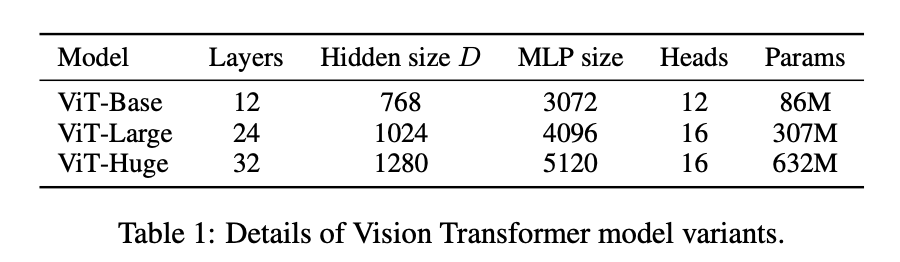 Model Layers Hidden size D MLP size Heads Params
ViT-Base 12 768 3072 12 86M
ViT-Large 24 1024 4096 16 307M
ViT-Huge 32 1280 5120 16 632M
Table 1: Details of Vision Transformer model variants.